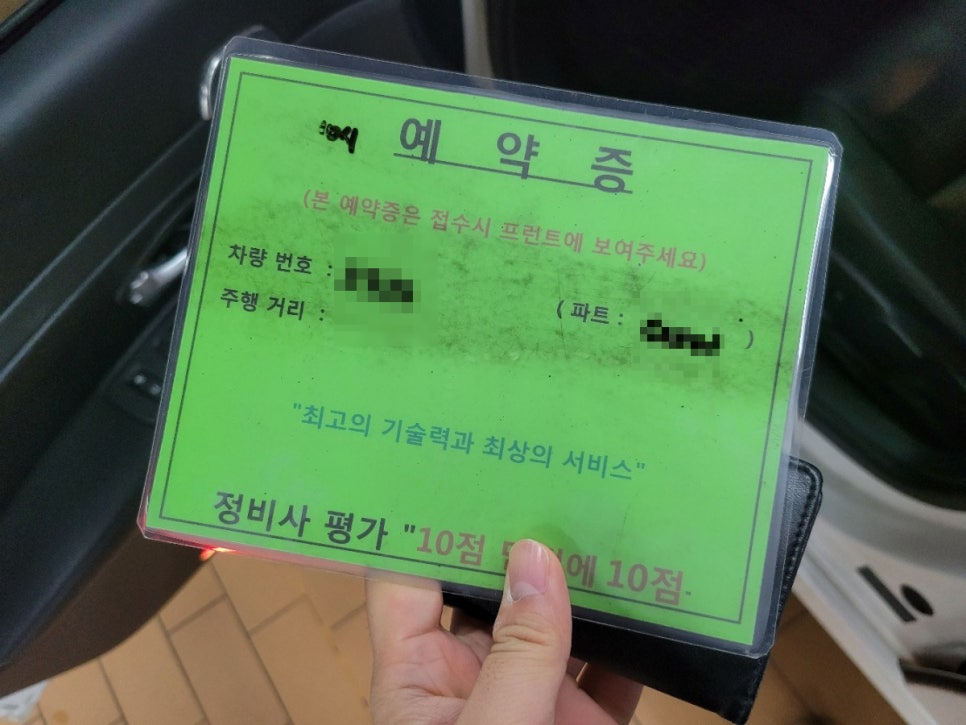 예 약 증
(본 예약증은 접수시 프런트에 보여주세요)
차량 번호 :
(파트 : )
주행 거리 :
"최고의 기술력과 최상의 서비스"
정비사 평가 "10점 10점